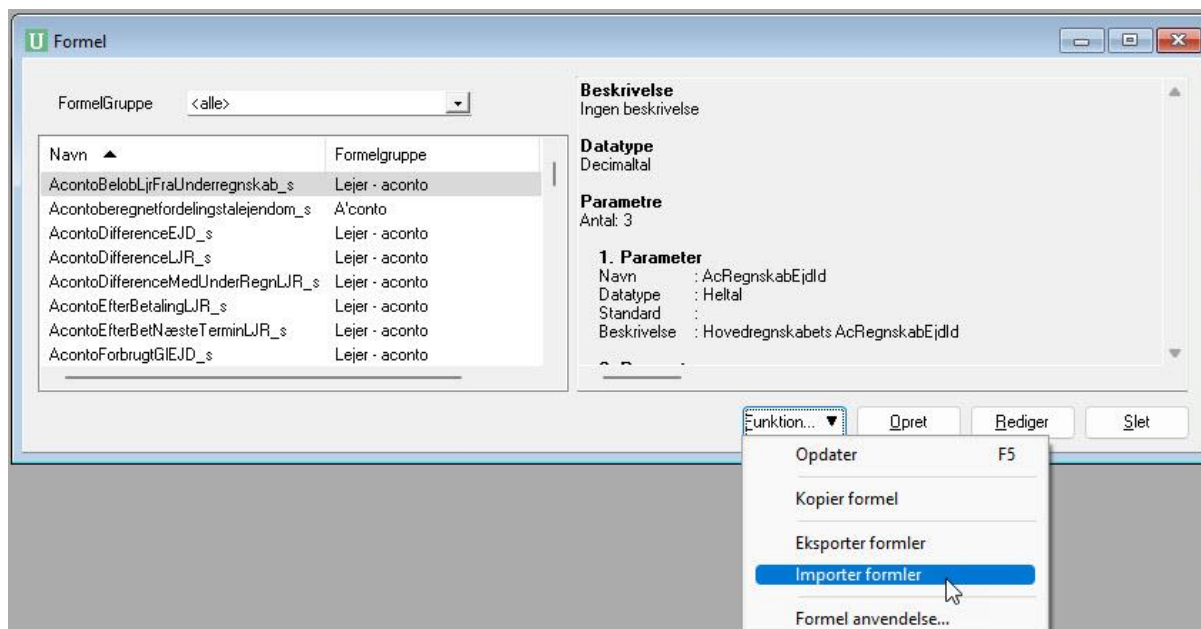 U Formel
FormelGruppe <alle>
Navn Formelgruppe
AcontoBelobLjrFraUnderregnskab_s Lejer - aconto
Acontoberegnetfordelingstalejendom_s A'conto
AcontoDifferenceEJD_s Lejer - aconto
AcontoDifferenceLJR_s Lejer - aconto
AcontoDifferenceMedUnderRegnLJR_s Lejer - aconto
AcontoEfterBetalingLJR_s Lejer - aconto
AcontoEfterBetNæsteTerminLJR_s Lejer - aconto
AcontoForbrugtGIEJD_s Lejer - aconto
Beskrivelse
Ingen beskrivelse
Datatype
Decimaltal
Parametre
Antal: 3
1. Parameter
Navn : AcRegnskabEjdId
Datatype : Heltal
Standard :
Beskrivelse : Hovedregnskabets AcRegnskabEjdId
Funktion... ▼ Opret Rediger Slet
Opdater F5
Kopier formel
Eksporter formler
Importer formler
Formel anvendelse...